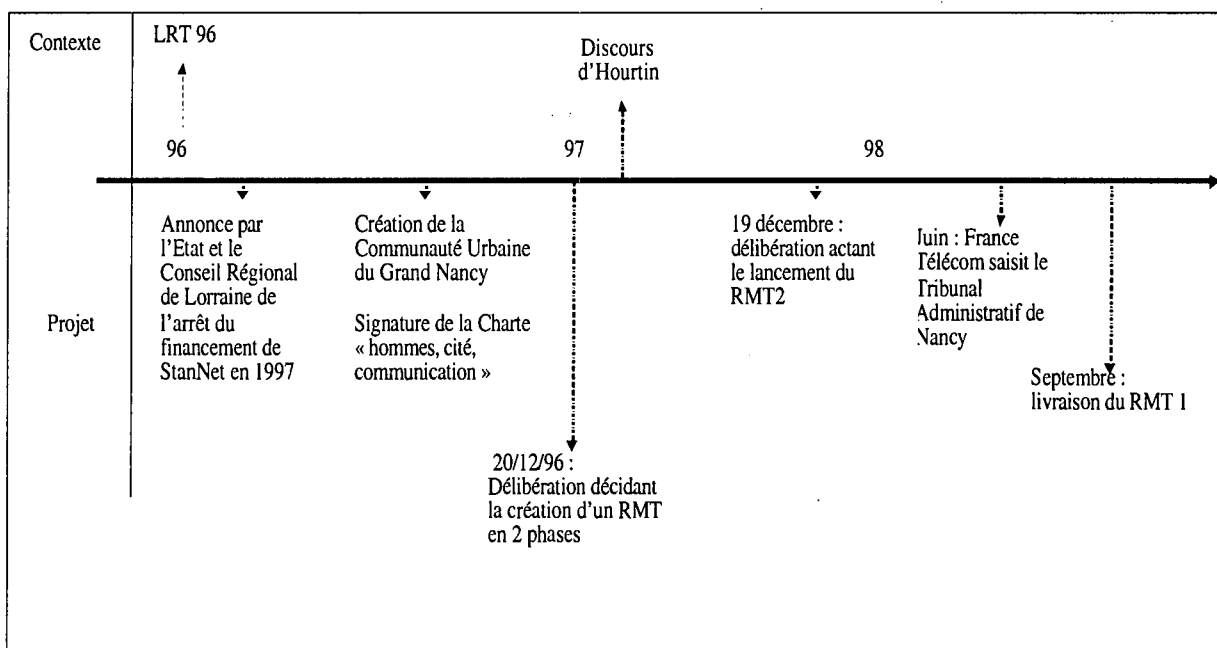 Contexte
LRT 96
Discours
d'Hourtin
96
97
98
Projet
Annonce par
l'Etat et le
Conseil Régional
de Lorraine de
l'arrêt du
financement de
StanNet en 1997
Création de la
Communauté Urbaine
du Grand Nancy
Signature de la Charte
« hommes, cité,
communication »
20/12/96 :
Délibération décidant
la création d'un RMT
en 2 phases
19 décembre :
délibération actant
le lancement du
RMT2
Juin : France
Télécom saisit le
Tribunal
Administratif de
Nancy
Septembre :
livraison du RMT 1